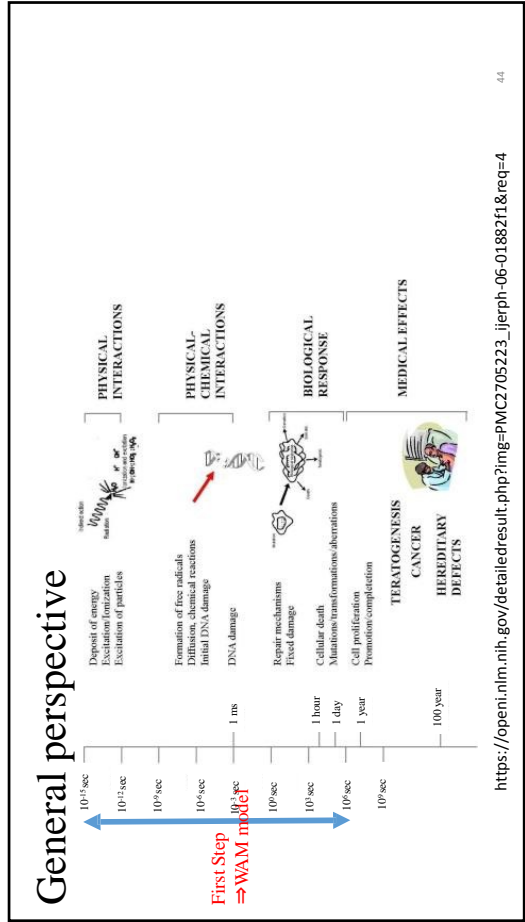 General perspective
10⁻¹⁵ sec
10⁻¹² sec
10⁻⁹ sec
10⁻⁶ sec
10⁻³ sec
10⁰ sec
10³ sec
10⁶ sec
10⁹ sec
1 ms
1 hour
1 day
1 year
100 year
First Step
⇒WAM model
Deposit of energy
Excitation/Ionization
Excitation of particles
Formation of free radicals
Diffusion, chemical reactions
Initial DNA damage
DNA damage
Repair mechanisms
Fixed damage
Cellular death
Mutations/transformations/aberrations
Cell proliferation
Promotion/completion
TERATOGENESIS
CANCER
HEREDITARY
DEFECTS
Indirect action
Radiation
PHYSICAL
INTERACTIONS
PHYSICAL-
CHEMICAL
INTERACTIONS
BIOLOGICAL
RESPONSE
MEDICAL EFFECTS
https://openi.nlm.nih.gov/detailedresult.php?img=PMC2705223_ijerph-06-01882f1&req=4
44